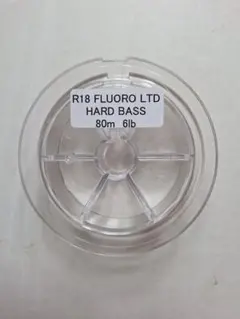 R18 FLUORO LTD
HARD BASS
80m 6lb